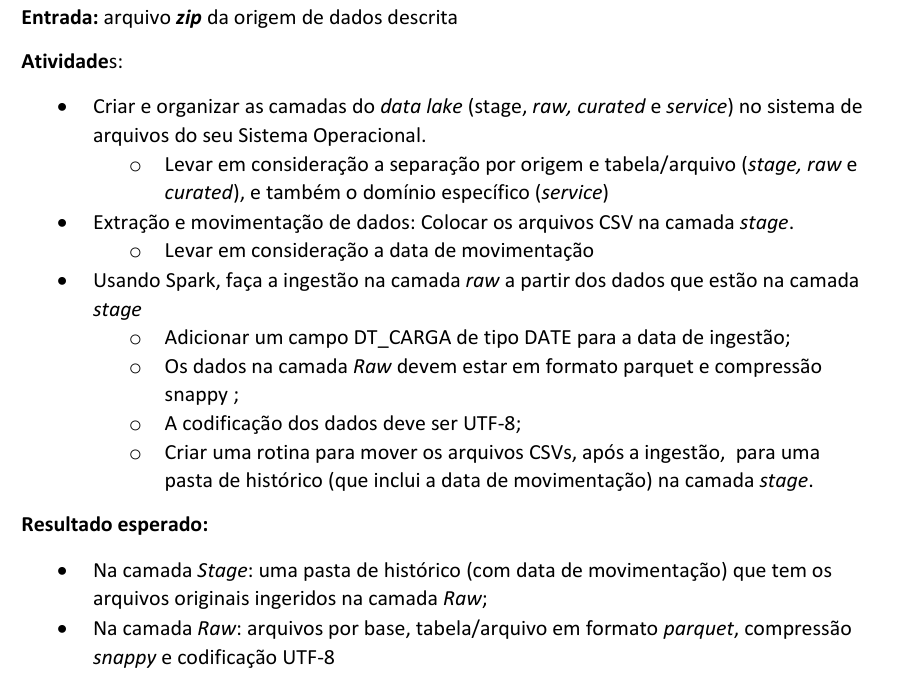 Entrada: arquivo zip da origem de dados descrita
Atividades:
• Criar e organizar as camadas do data lake (stage, raw, curated e service) no sistema de
arquivos do seu Sistema Operacional.
o Levar em consideração a separação por origem e tabela/arquivo (stage, raw e
curated), e também o domínio específico (service)
• Extração e movimentação de dados: Colocar os arquivos CSV na camada stage.
o Levar em consideração a data de movimentação
• Usando Spark, faça a ingestão na camada raw a partir dos dados que estão na camada
stage
o Adicionar um campo DT_CARGA de tipo DATE para a data de ingestão;
o Os dados na camada Raw devem estar em formato parquet e compressão
snappy ;
o A codificação dos dados deve ser UTF-8;
o Criar uma rotina para mover os arquivos CSVs, após a ingestão, para uma
pasta de histórico (que inclui a data de movimentação) na camada stage.
Resultado esperado:
• Na camada Stage: uma pasta de histórico (com data de movimentação) que tem os
arquivos originais ingeridos na camada Raw;
• Na camada Raw: arquivos por base, tabela/arquivo em formato parquet, compressão
snappy e codificação UTF-8